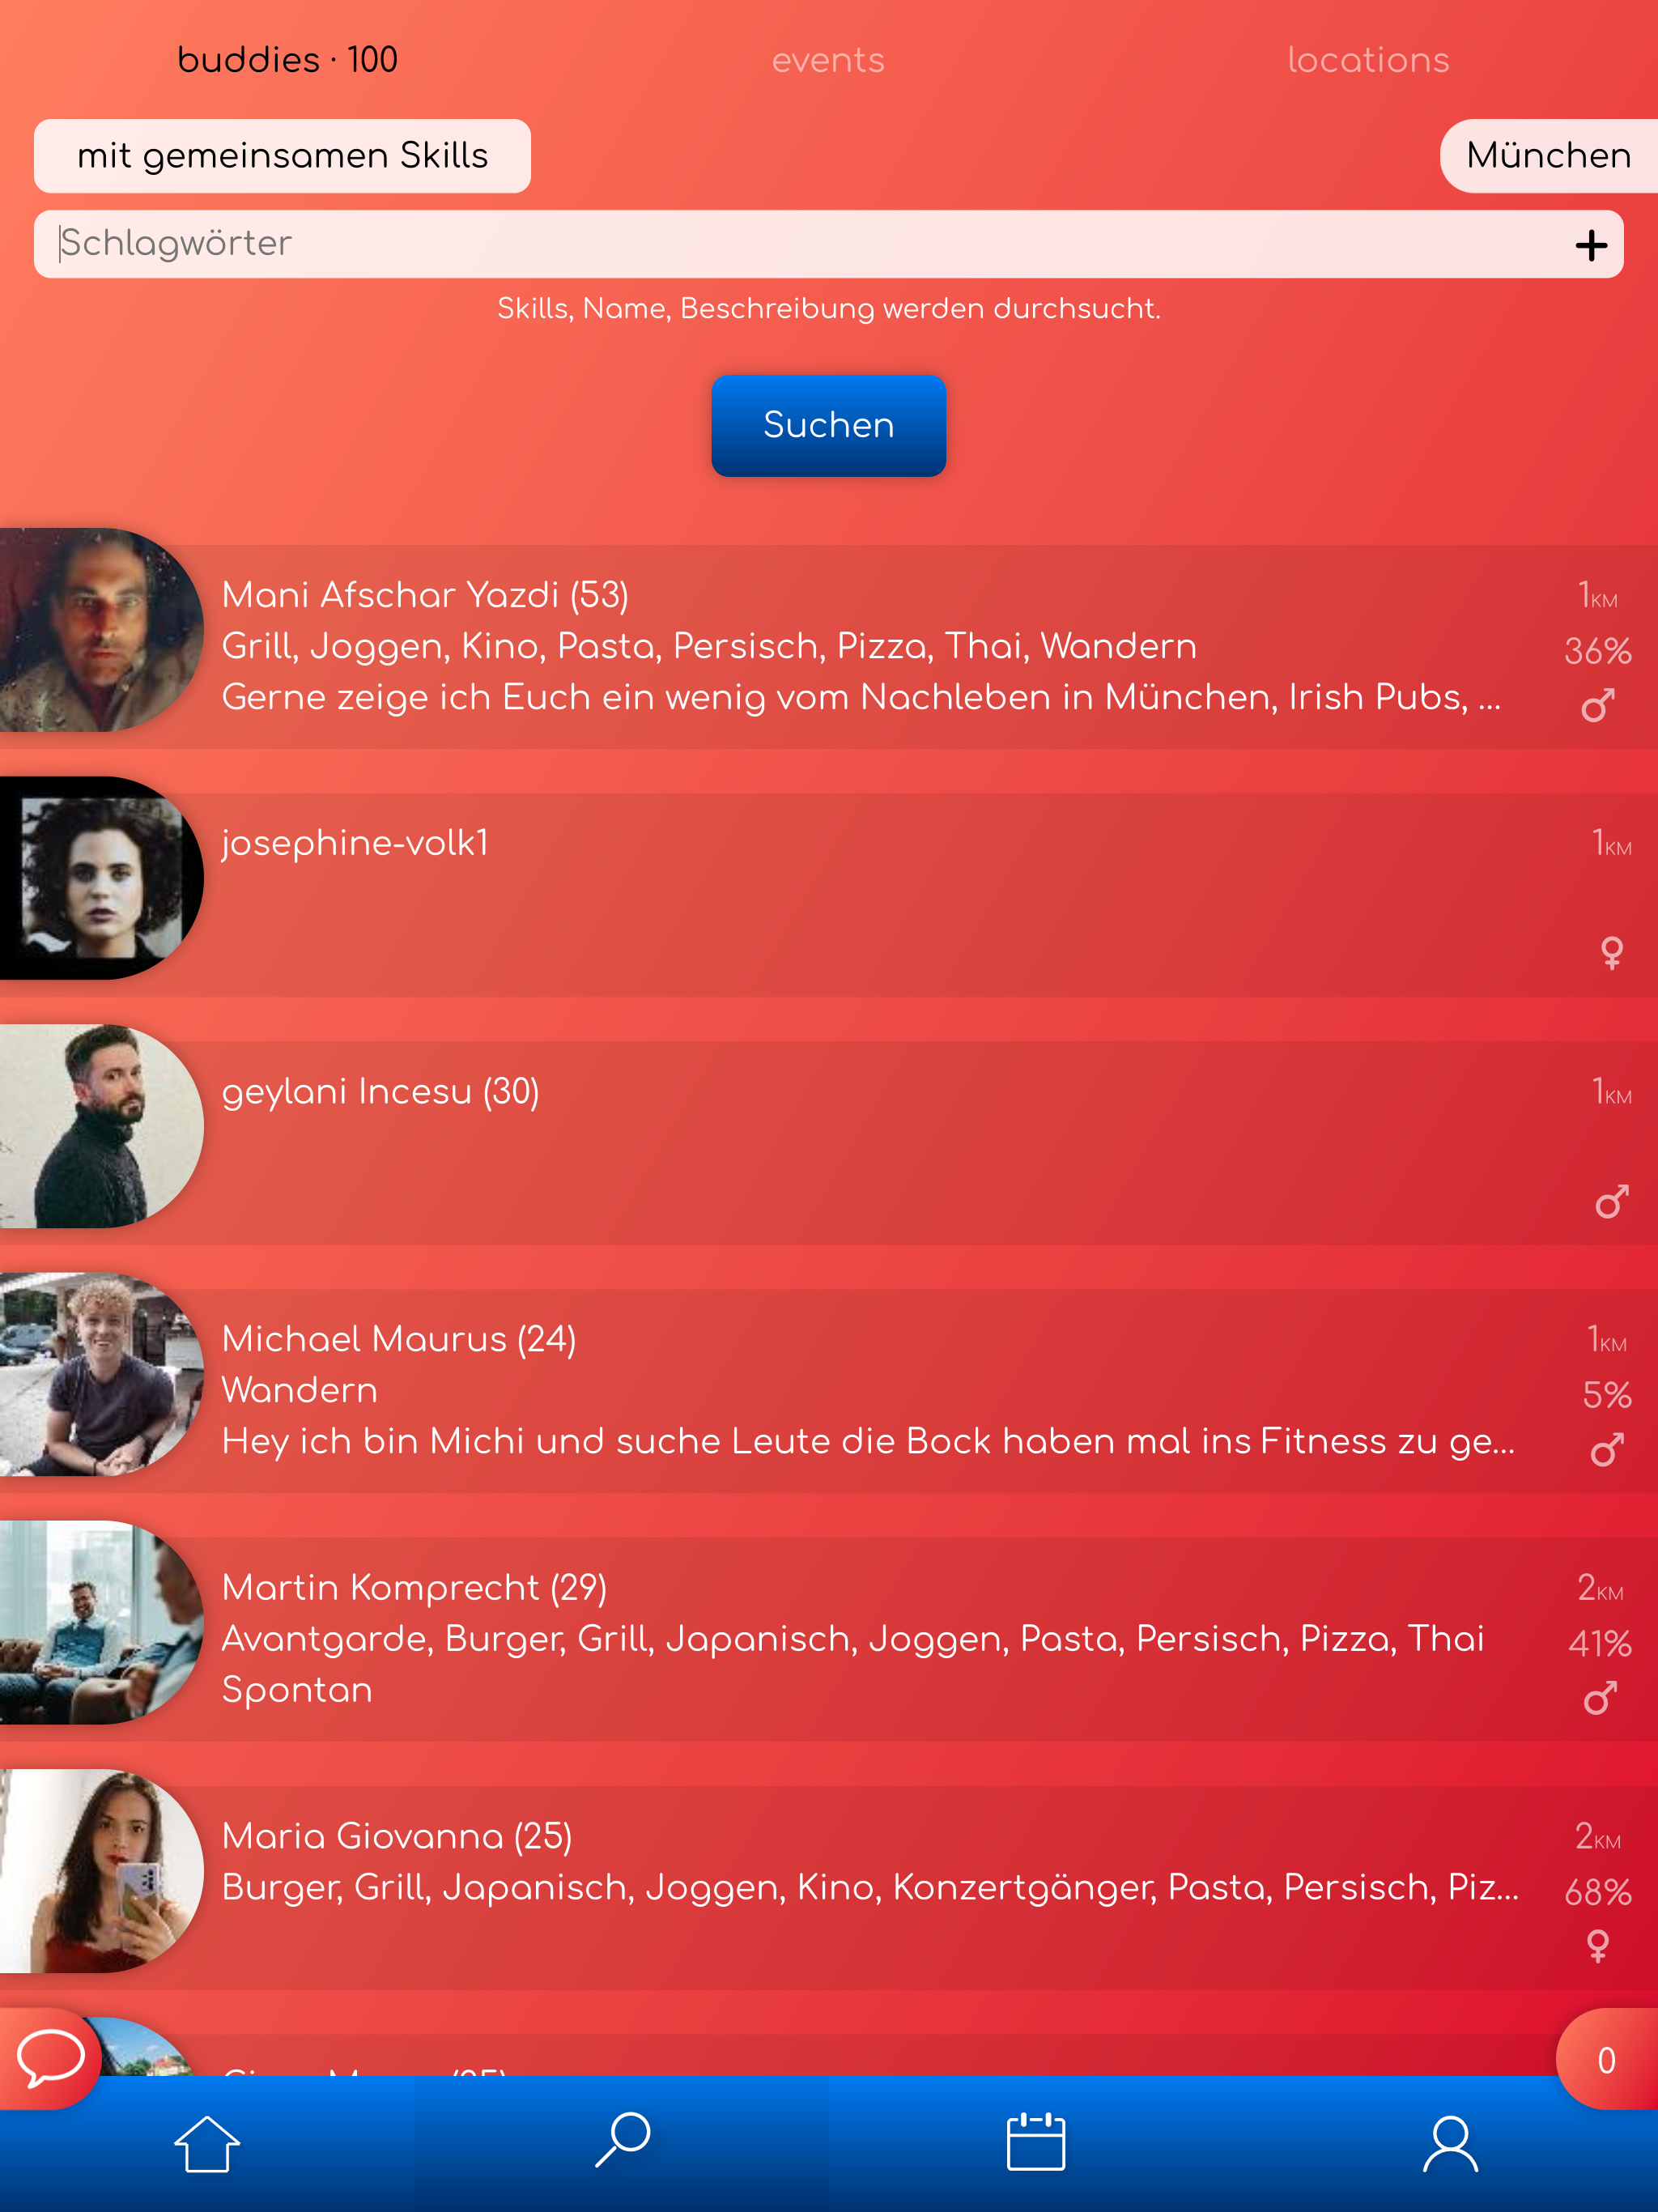 buddies · 100
events
locations
mit gemeinsamen Skills
München
Schlagwörter
Skills, Name, Beschreibung werden durchsucht.
Suchen
Mani Afschar Yazdi (53)
1KM
Grill, Joggen, Kino, Pasta, Persisch, Pizza, Thai, Wandern
36%
Gerne zeige ich Euch ein wenig vom Nachleben in München, Irish Pubs, ...
josephine-volk1
1KM
geylani Incesu (30)
1KM
Michael Maurus (24)
1KM
Wandern
5%
Hey ich bin Michi und suche Leute die Bock haben mal ins Fitness zu ge...
Martin Komprecht (29)
2KM
Avantgarde, Burger, Grill, Japanisch, Joggen, Pasta, Persisch, Pizza, Thai
41%
Spontan
Maria Giovanna (25)
2KM
Burger, Grill, Japanisch, Joggen, Kino, Konzertgänger, Pasta, Persisch, Piz...
68%
0